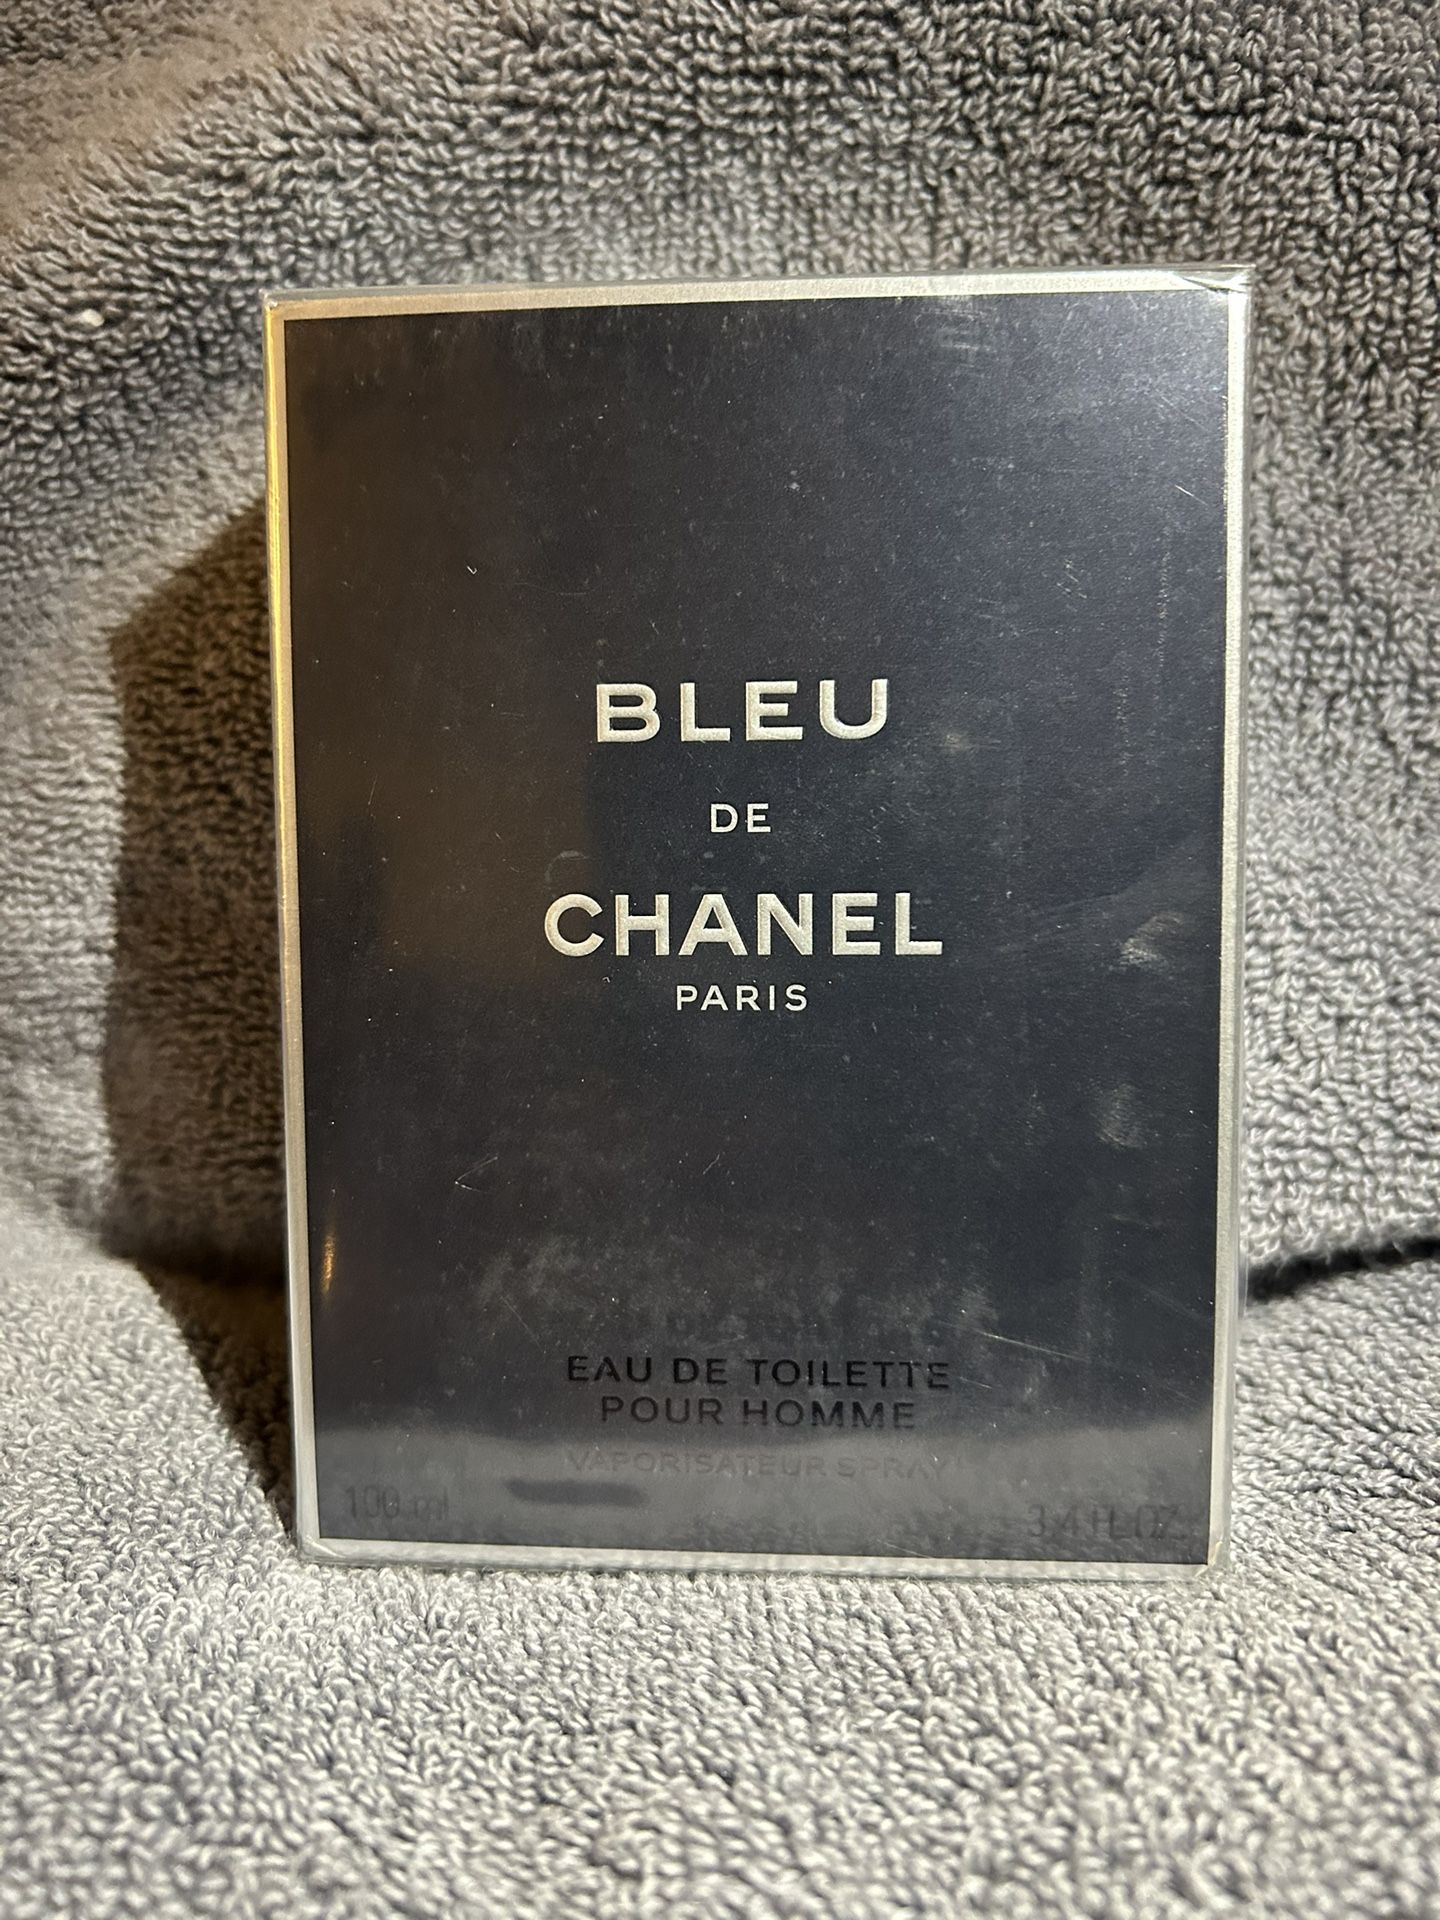 BLEU
DE
CHANEL
PARIS
EAU DE TOILETTE
POUR HOMME
VAPORISATEUR SPRAY
100 ml
3.4 FL.OZ.